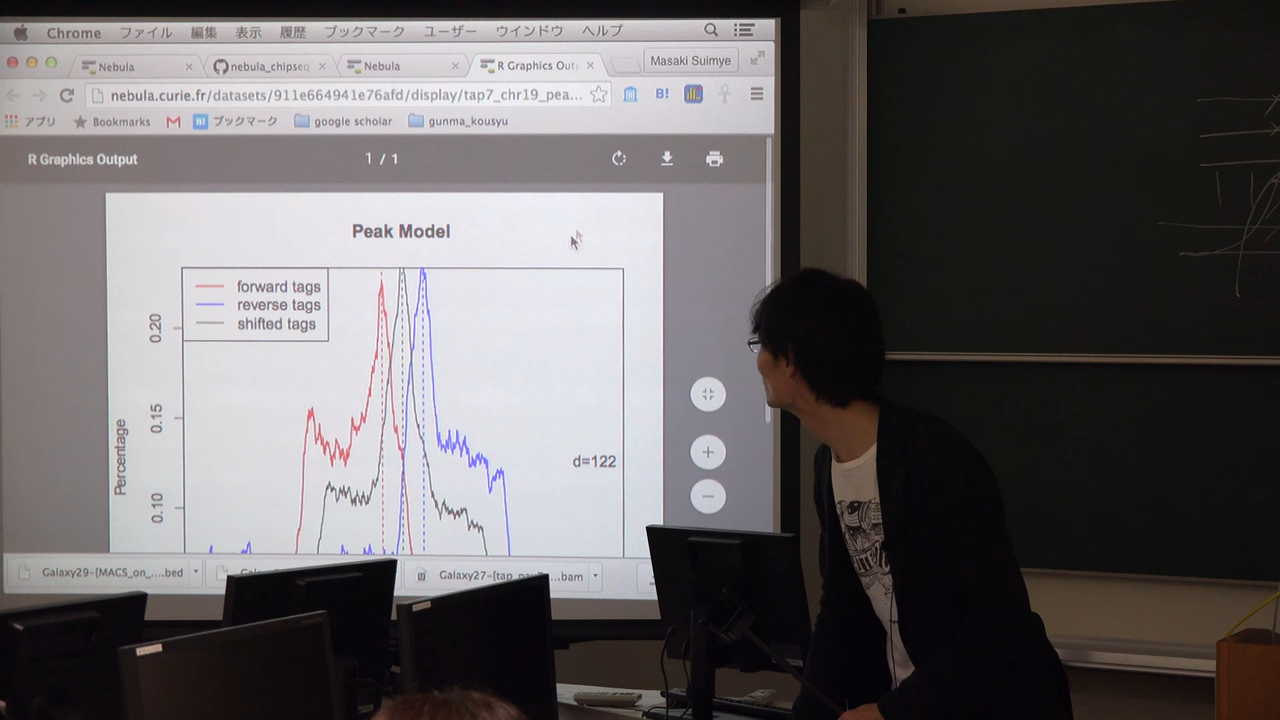 Chrome ファイル 編集 表示 履歴 ブックマーク ユーザー ウインドウ ヘルプ
Nebula nebula_chipseq Nebula R Graphics Out Masaki Suimye
nebula.curie.fr/datasets/911e664941e76afd/display/tap7_chr19_pea...
アプリ Bookmarks B! ブックマーク google scholar gunma_kousyu
R Graphics Output 1 / 1
Peak Model
forward tags
reverse tags
shifted tags
0.20
0.15
0.10
Percentage
d=122
Galaxy29-[MACS_on_....bed Galaxy27-[tap_ ...bam